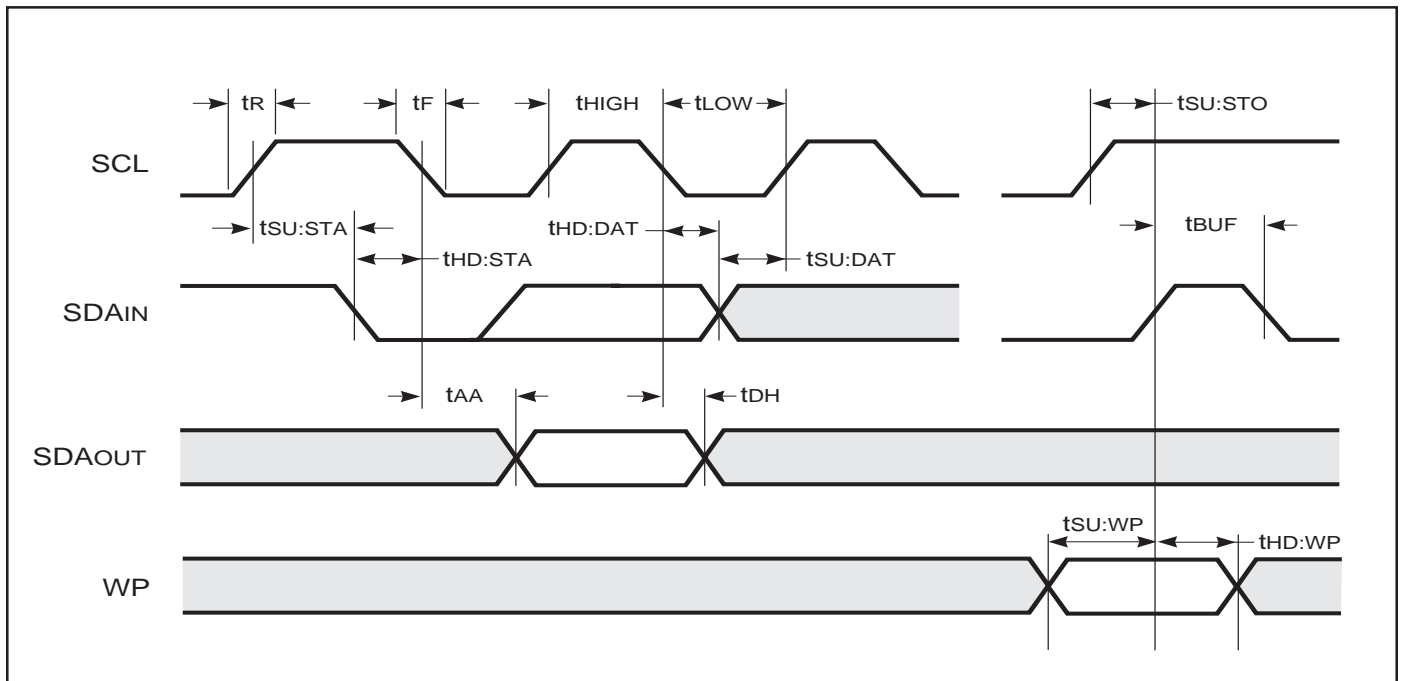 tR
tF
tHIGH
tLOW
tSU:STO
SCL
tSU:STA
tHD:STA
tHD:DAT
tSU:DAT
tBUF
SDAIN
tAA
tDH
SDAOUT
tSU:WP
tHD:WP
WP